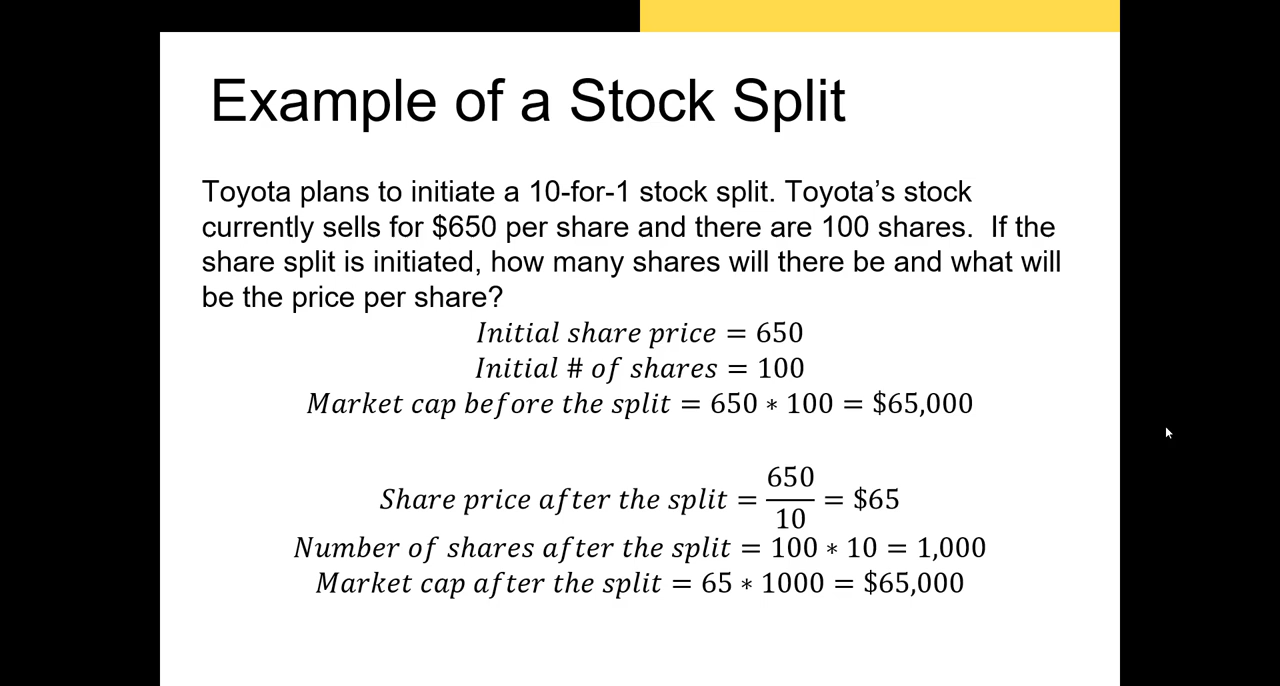 Example of a Stock Split
Toyota plans to initiate a 10-for-1 stock split. Toyota’s stock
currently sells for $650 per share and there are 100 shares.  If the
share split is initiated, how many shares will there be and what will
be the price per share?
Initial share price = 650
Initial # of shares = 100
Market cap before the split = 650 ∗ 100 = $65,000
Share price after the split = 650/10 = $65
Number of shares after the split = 100 ∗ 10 = 1,000
Market cap after the split = 65 ∗ 1000 = $65,000